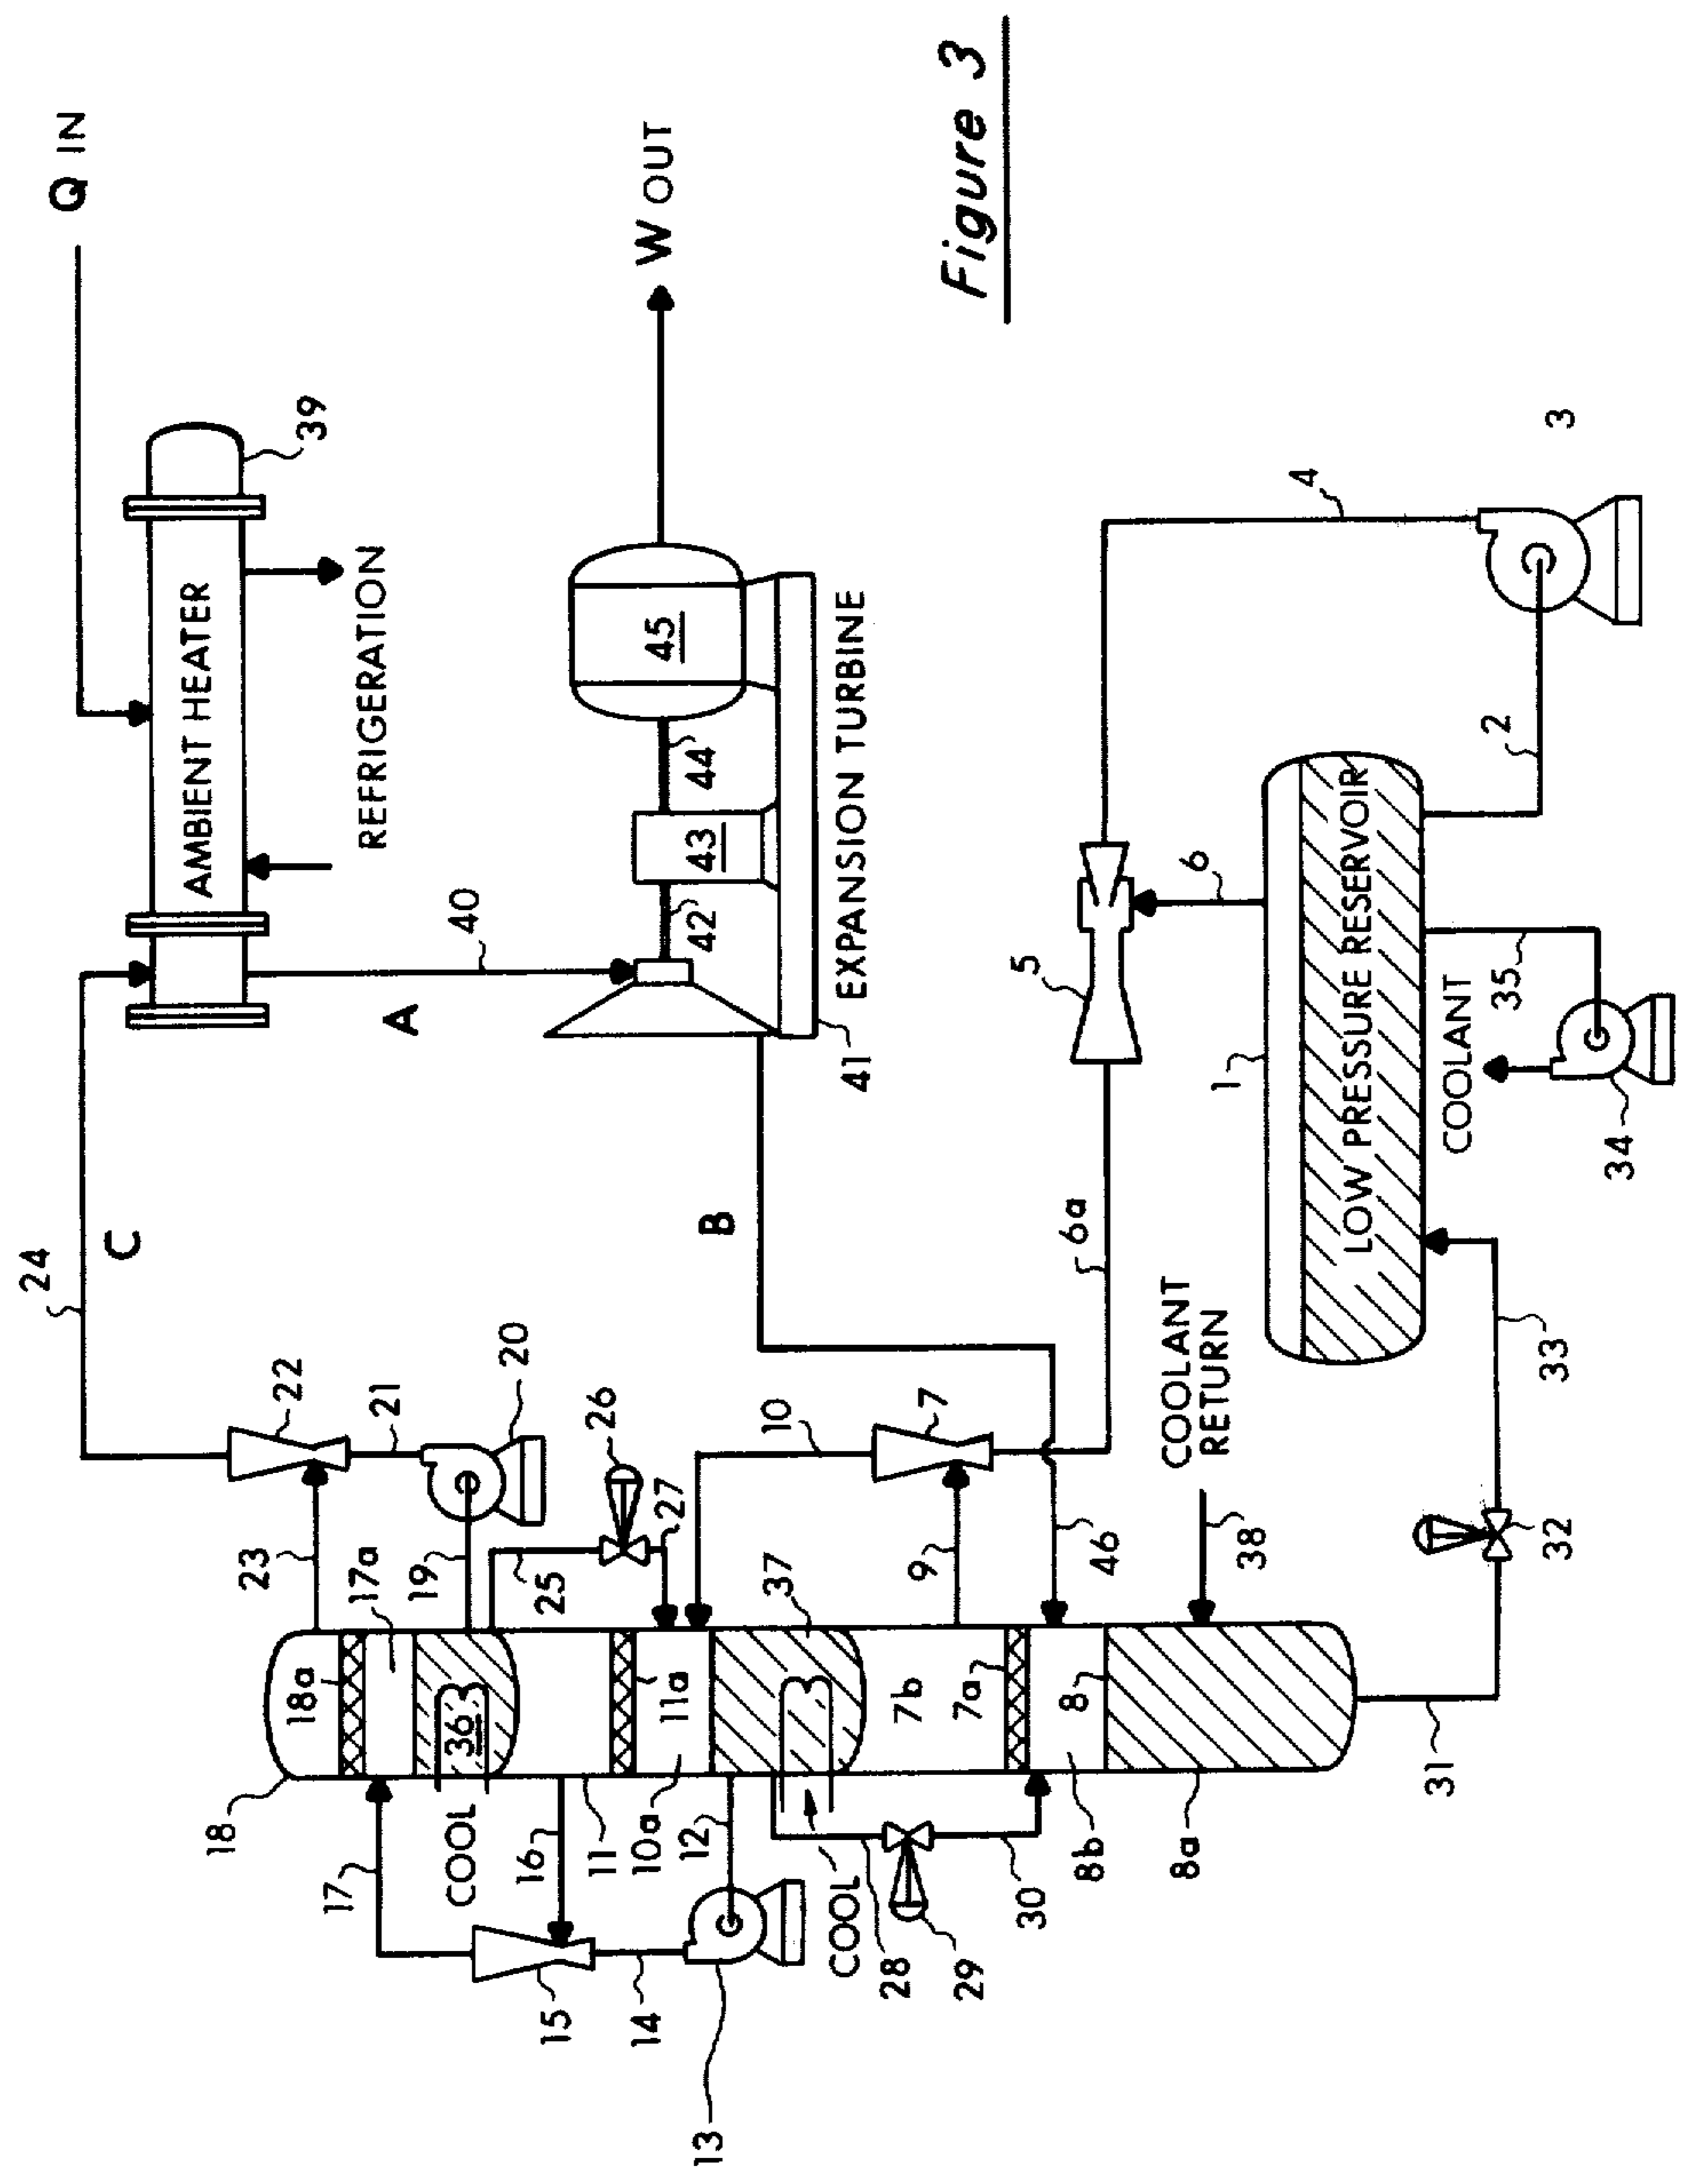 Q IN
W OUT
Figure 3
39
AMBIENT HEATER
REFRIGERATION
45
44
43
42
40
A
EXPANSION TURBINE
41
4
3
2
6
5
1
LOW PRESSURE RESERVOIR
COOLANT
35
34
24
C
B
6a
COOLANT
RETURN
33
22
21
20
26
27
10
7
23
17a
19
25
37
9
46
38
32
18a
36
11a
7b
7a
8
31
18
17
COOL
16
11
10a
12
COOL
28
29
30
8b
8a
15
14
13